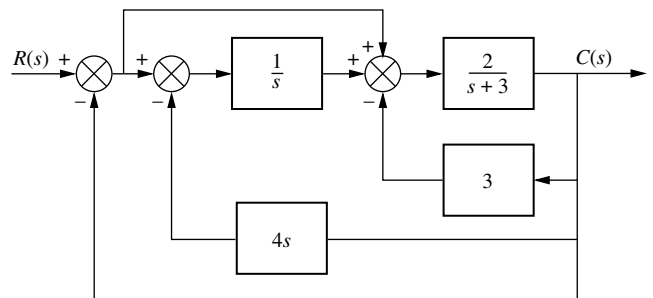 R(s) + + 1/s + + 2/(s + 3) C(s)
− − −
3
4s
−